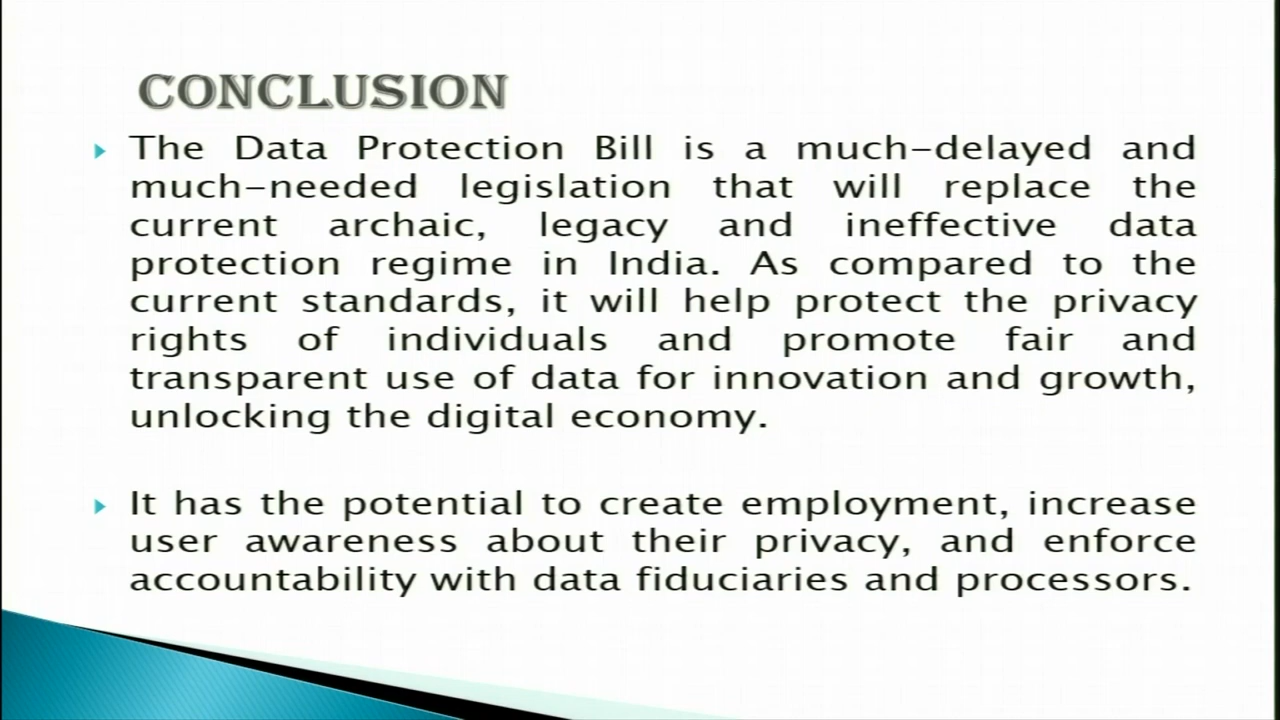 CONCLUSION
The Data Protection Bill is a much-delayed and
much-needed legislation that will replace the
current archaic, legacy and ineffective data
protection regime in India. As compared to the
current standards, it will help protect the privacy
rights of individuals and promote fair and
transparent use of data for innovation and growth,
unlocking the digital economy.
It has the potential to create employment, increase
user awareness about their privacy, and enforce
accountability with data fiduciaries and processors.